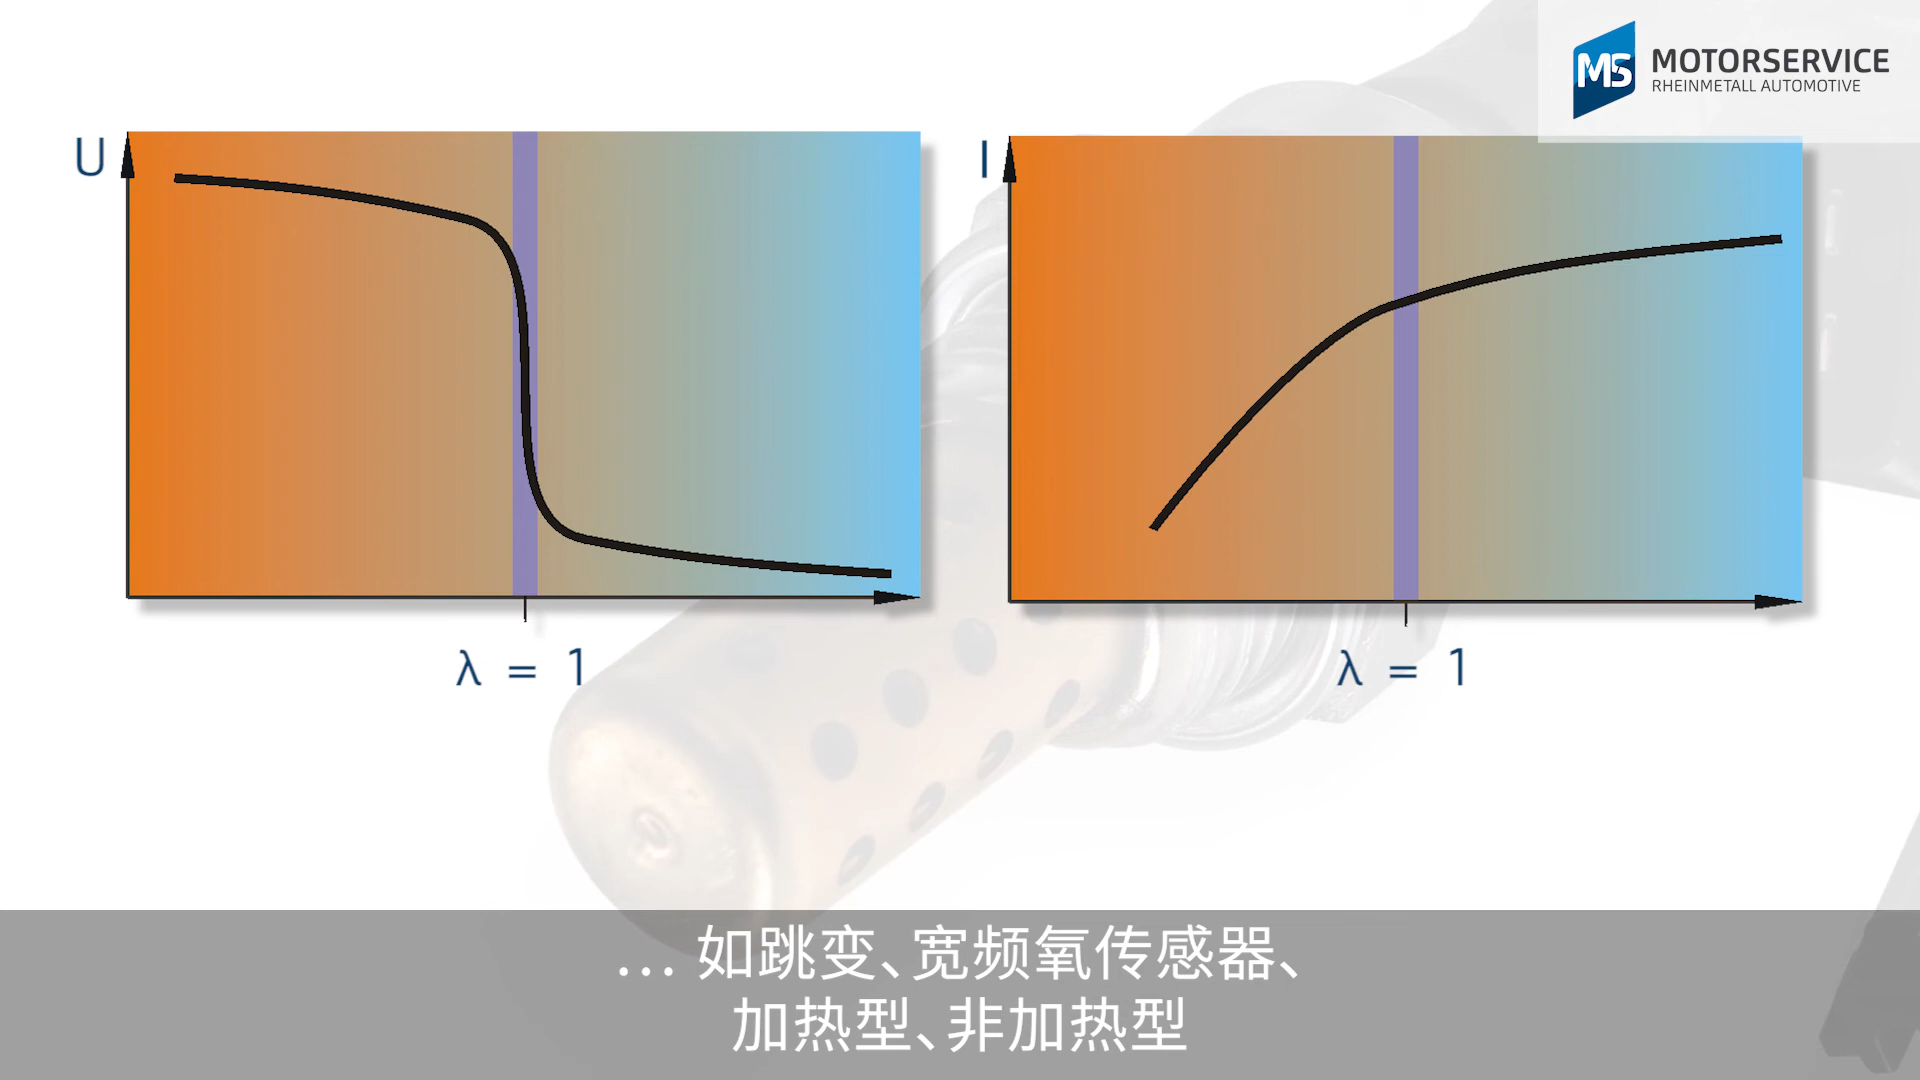 MS MOTORSERVICE
RHEINMETALL AUTOMOTIVE
U
I
λ = 1
λ = 1
... 如跳变、宽频氧传感器、
加热型、非加热型